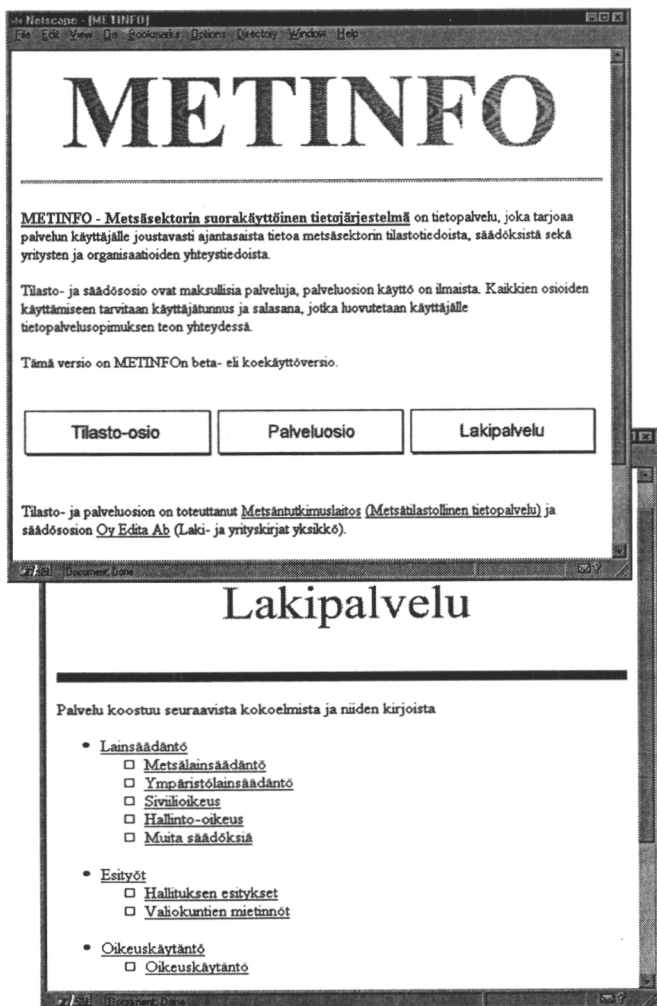 Netscape - [METINFO]
File Edit View Go Bookmarks Options Directory Window Help
METINFO
METINFO - Metsäsektorin suorakäyttöinen tietojärjestelmä on tietopalvelu, joka tarjoaa
palvelun käyttäjälle joustavasti ajantasaista tietoa metsäsektorin tilastotiedoista, säädöksistä sekä
yritysten ja organisaatioiden yhteystiedoista.
Tilasto- ja säädösosio ovat maksullisia palveluja, palveluosion käyttö on ilmaista. Kaikkien osioiden
käyttämiseen tarvitaan käyttäjätunnus ja salasana, jotka luovutetaan käyttäjälle
tietopalvelusopimuksen teon yhteydessä.
Tämä versio on METINFOn beta- eli koekäyttöversio.
Tilasto-osio Palveluosio Lakipalvelu
Tilasto- ja palveluosion on toteuttanut Metsäntutkimuslaitos (Metsätilastollinen tietopalvelu) ja
säädösosion Oy Edita Ab (Laki- ja yrityskirjat yksikkö).
Document: Done
Lakipalvelu
Palvelu koostuu seuraavista kokoelmista ja niiden kirjoista
Lainsäädäntö
Metsälainsäädäntö
Ympäristölainsäädäntö
Siviilioikeus
Hallinto-oikeus
Muita säädöksiä
Esityöt
Hallituksen esitykset
Valiokuntien mietinnöt
Oikeuskäytäntö
Oikeuskäytäntö
Document: Done